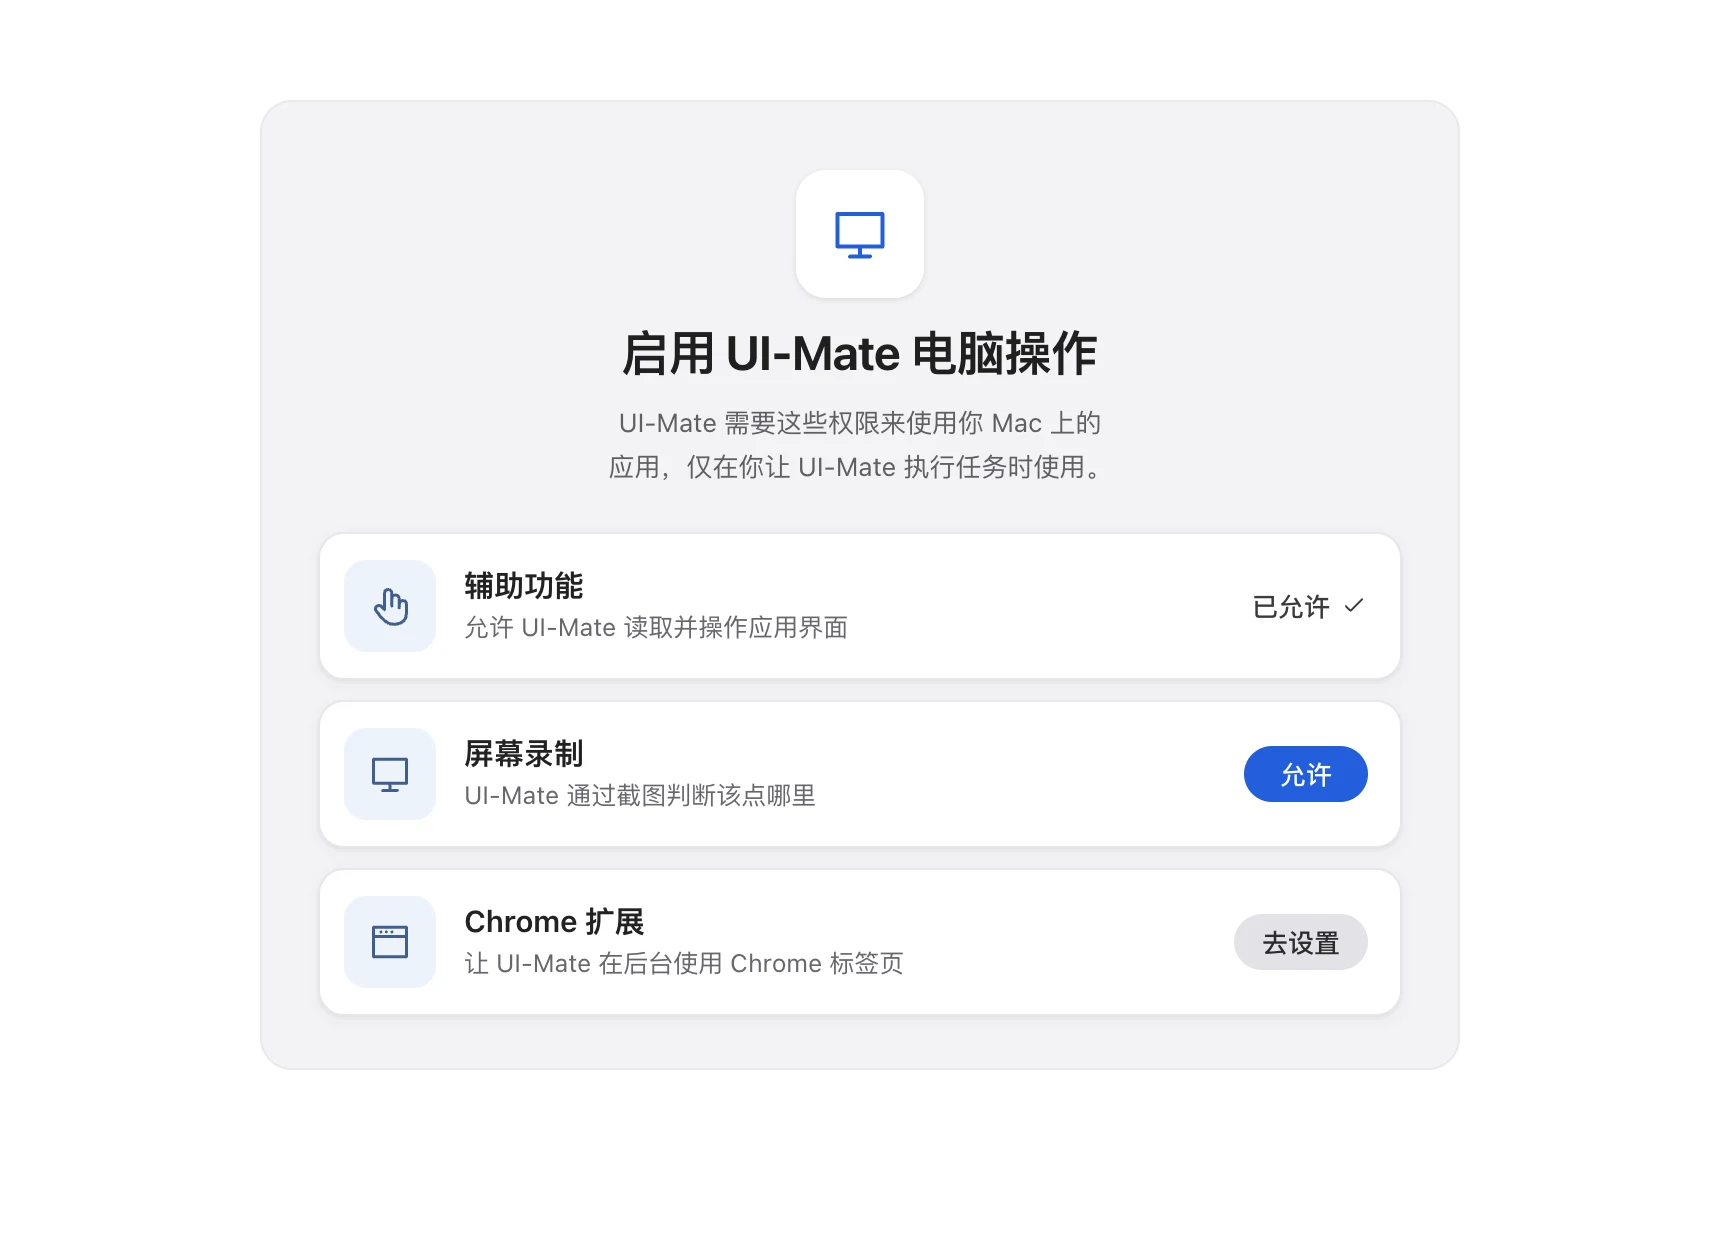 启用 UI-Mate 电脑操作
UI-Mate 需要这些权限来使用你 Mac 上的
应用，仅在你让 UI-Mate 执行任务时使用。
辅助功能
允许 UI-Mate 读取并操作应用界面
已允许
屏幕录制
UI-Mate 通过截图判断该点哪里
允许
Chrome 扩展
让 UI-Mate 在后台使用 Chrome 标签页
去设置